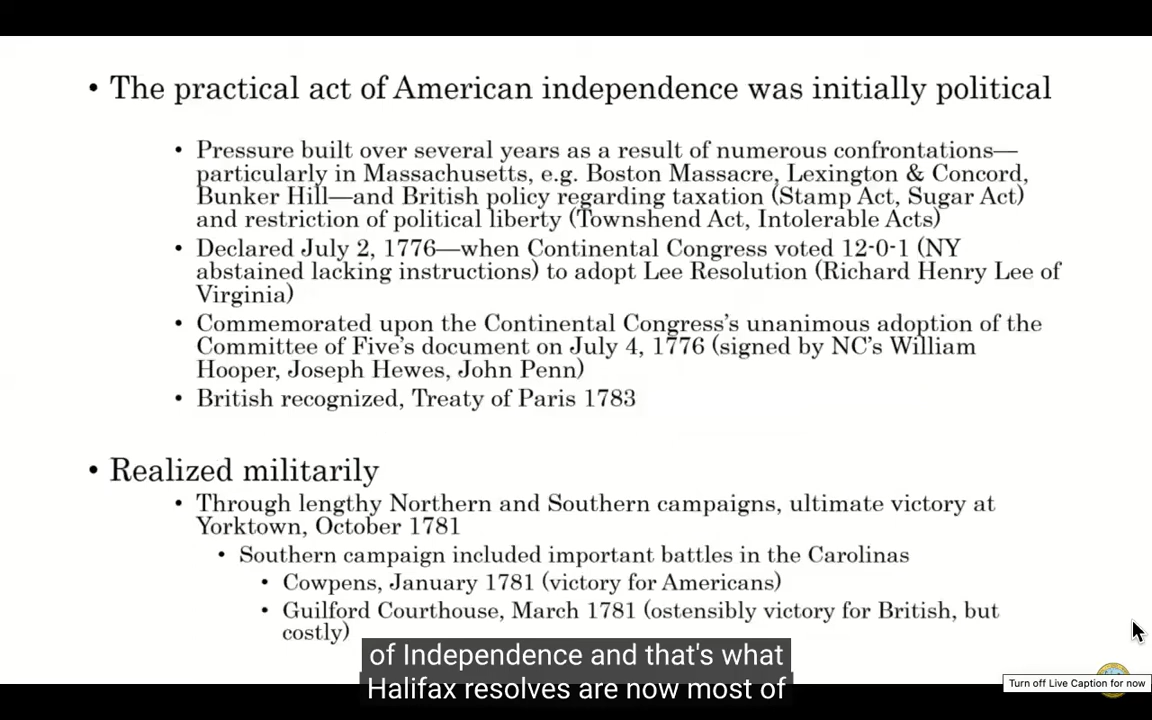 • The practical act of American independence was initially political
• Pressure built over several years as a result of numerous confrontations—
particularly in Massachusetts, e.g. Boston Massacre, Lexington & Concord,
Bunker Hill—and British policy regarding taxation (Stamp Act, Sugar Act)
and restriction of political liberty (Townshend Act, Intolerable Acts)
• Declared July 2, 1776—when Continental Congress voted 12-0-1 (NY
abstained lacking instructions) to adopt Lee Resolution (Richard Henry Lee of
Virginia)
• Commemorated upon the Continental Congress's unanimous adoption of the
Committee of Five's document on July 4, 1776 (signed by NC's William
Hooper, Joseph Hewes, John Penn)
• British recognized, Treaty of Paris 1783
• Realized militarily
• Through lengthy Northern and Southern campaigns, ultimate victory at
Yorktown, October 1781
• Southern campaign included important battles in the Carolinas
• Cowpens, January 1781 (victory for Americans)
• Guilford Courthouse, March 1781 (ostensibly victory for British, but
costly)
of Independence and that's what
Halifax resolves are now most of
Turn off Live Caption for now